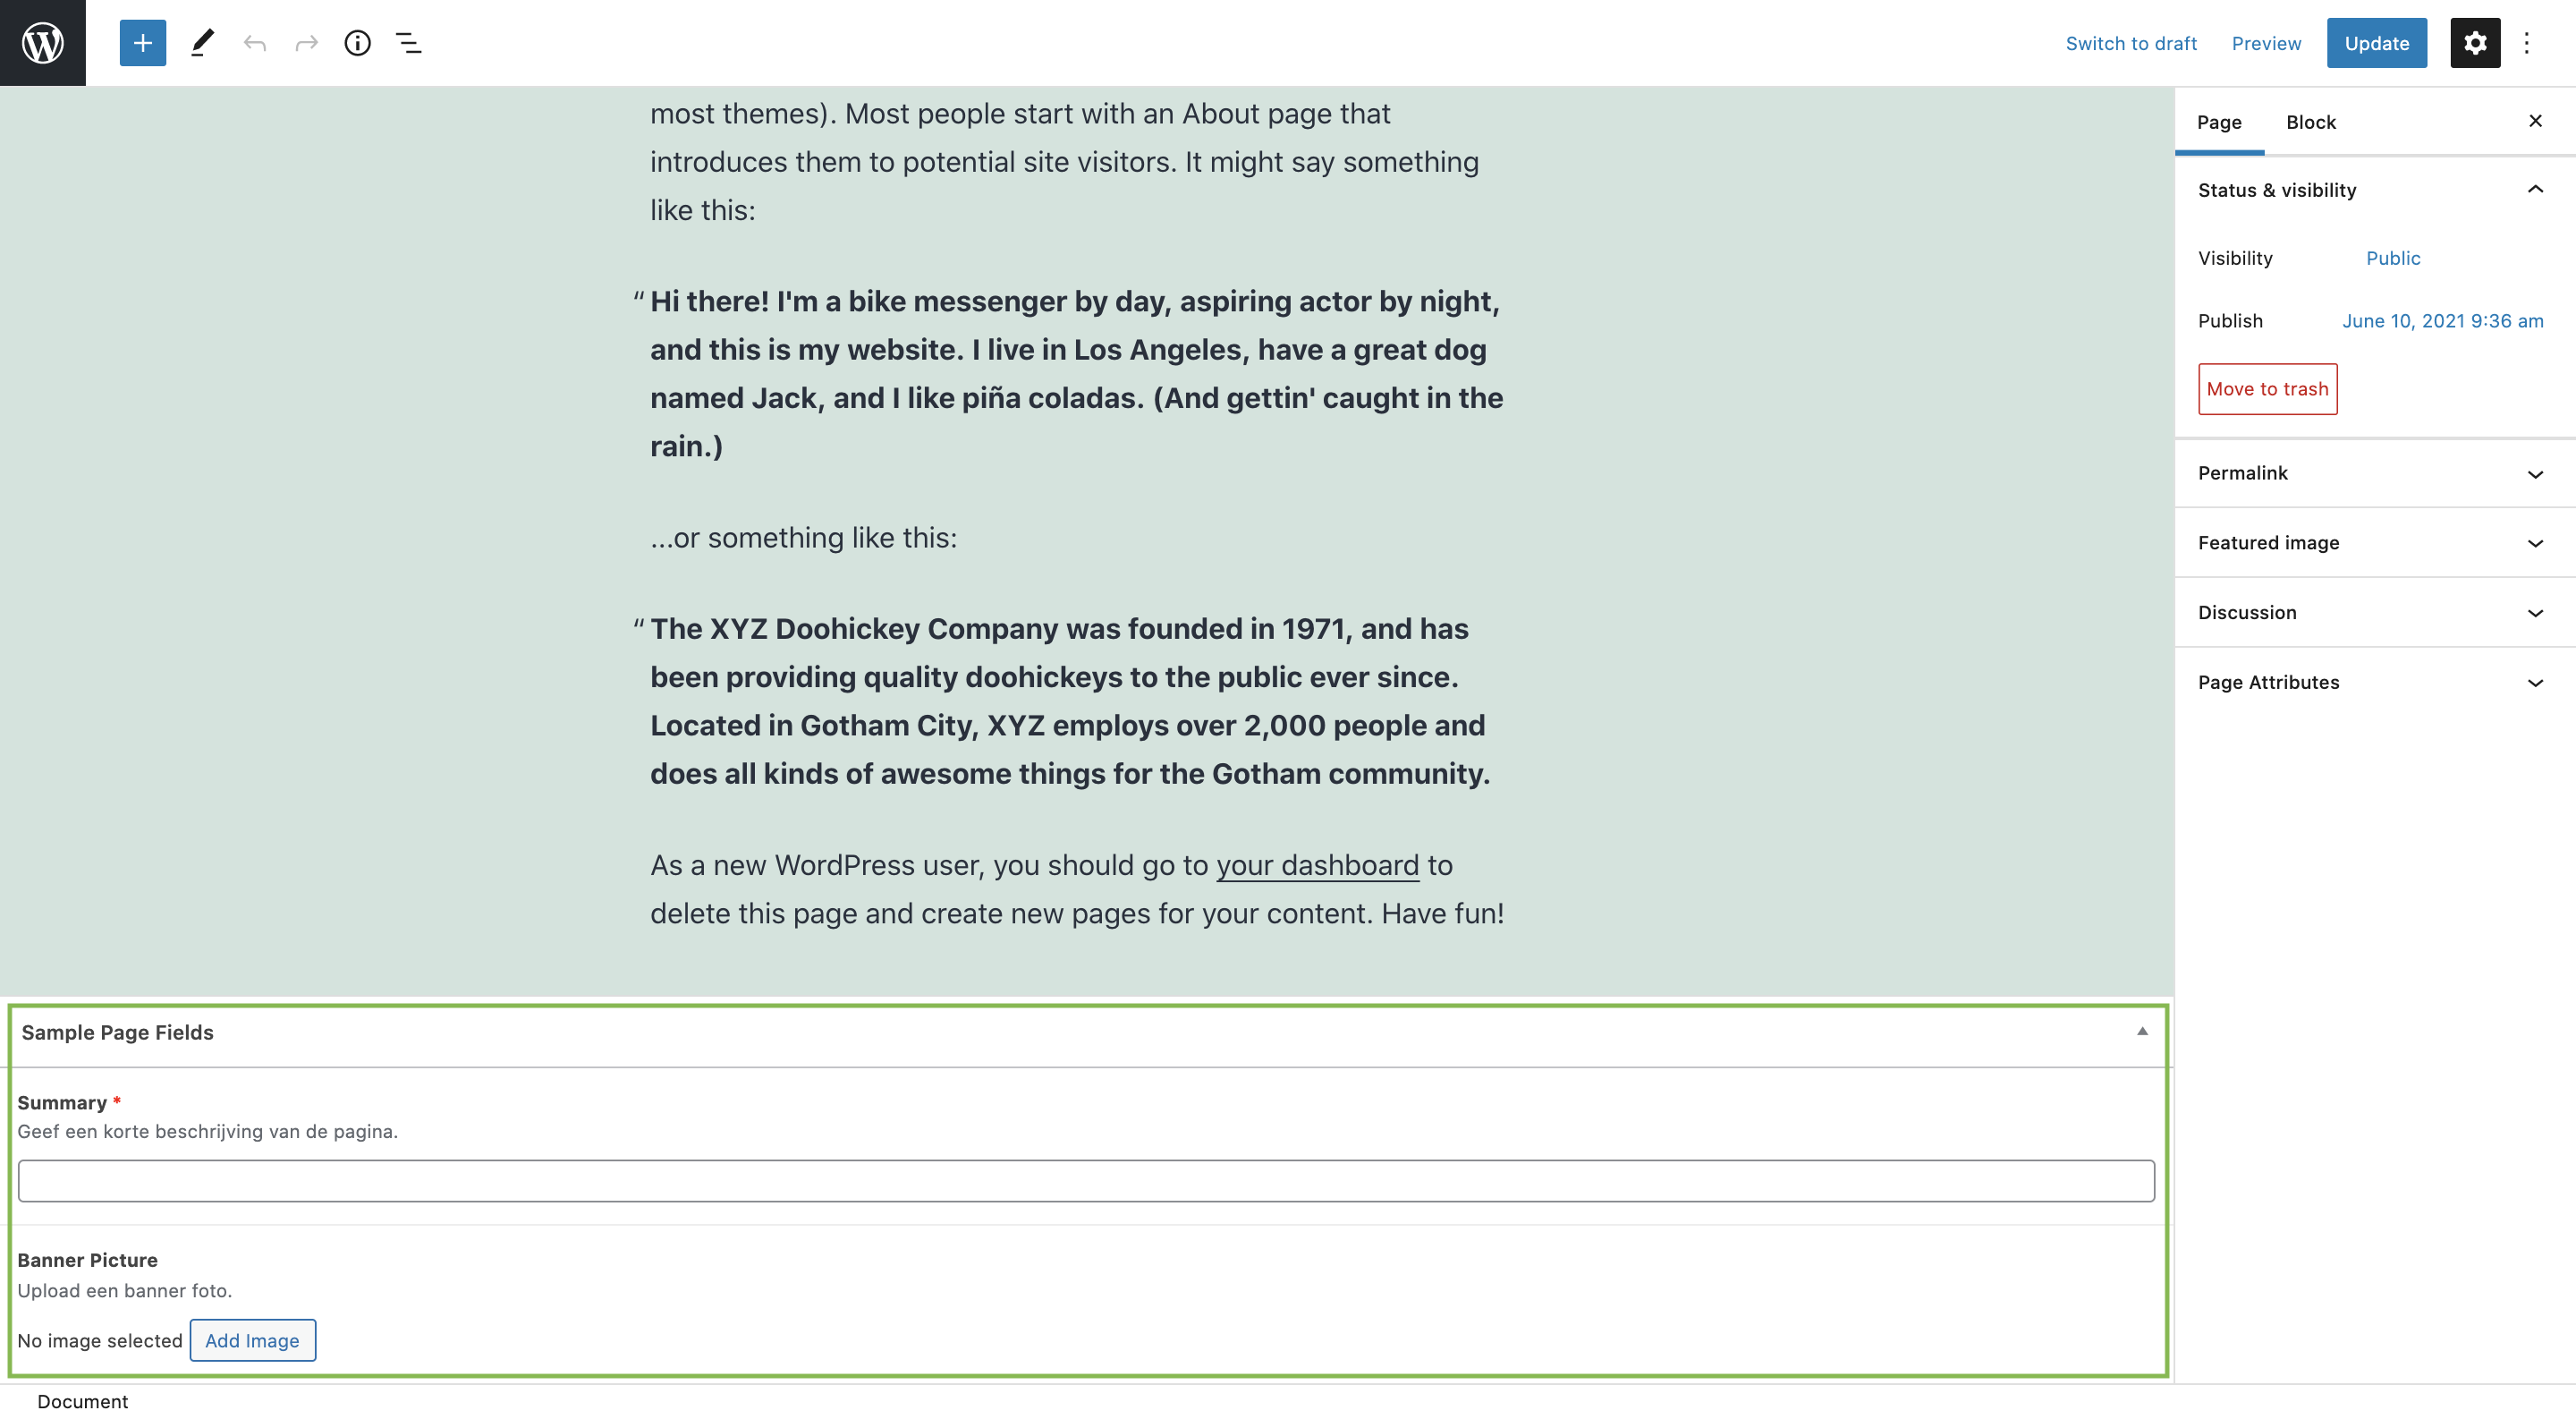 Switch to draft Preview Update
most themes). Most people start with an About page that
introduces them to potential site visitors. It might say something
like this:
“ Hi there! I'm a bike messenger by day, aspiring actor by night,
and this is my website. I live in Los Angeles, have a great dog
named Jack, and I like piña coladas. (And gettin' caught in the
rain.)
...or something like this:
“ The XYZ Doohickey Company was founded in 1971, and has
been providing quality doohickeys to the public ever since.
Located in Gotham City, XYZ employs over 2,000 people and
does all kinds of awesome things for the Gotham community.
As a new WordPress user, you should go to your dashboard to
delete this page and create new pages for your content. Have fun!
Sample Page Fields
Summary *
Geef een korte beschrijving van de pagina.
Banner Picture
Upload een banner foto.
No image selected Add Image
Document
Page Block
Status & visibility
Visibility Public
Publish June 10, 2021 9:36 am
Move to trash
Permalink
Featured image
Discussion
Page Attributes